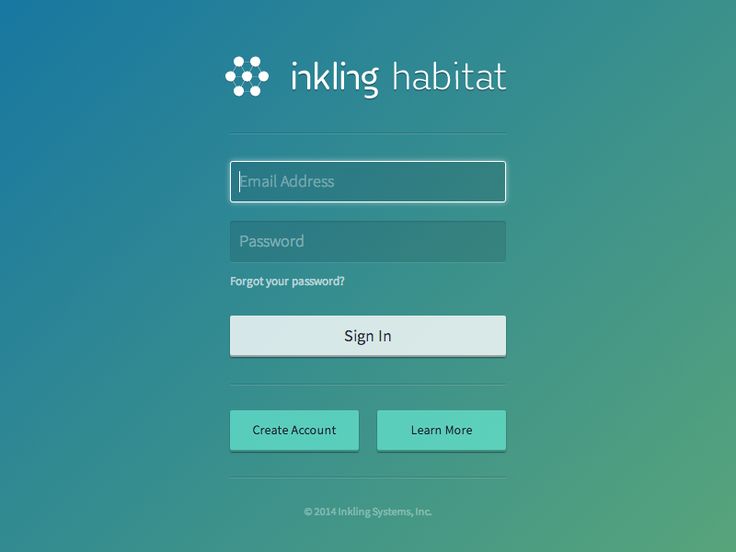 inkling habitat
Email Address
Password
Forgot your password?
Sign In
Create Account
Learn More
© 2014 Inkling Systems, Inc.